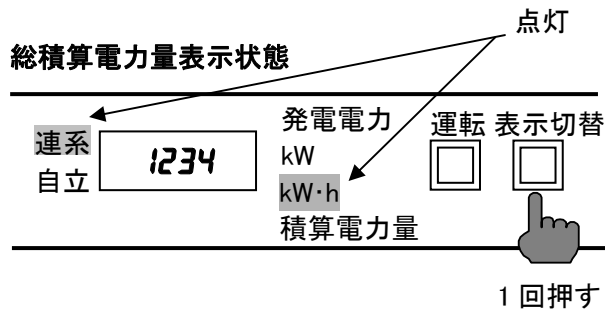 点灯
総積算電力量表示状態
連系
自立
1234
発電電力
kW
kW･h
積算電力量
運転 表示切替
1 回押す